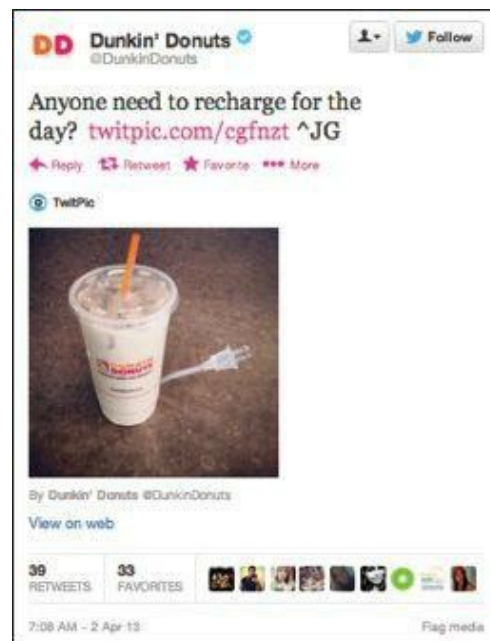 DD Dunkin' Donuts
@DunkinDonuts
Follow
Anyone need to recharge for the
day? twitpic.com/cgfnzt ^JG
Reply Retweet Favorite More
TwitPic
DUNKIN'
DONUTS
By Dunkin' Donuts @DunkinDonuts
View on web
39 33
RETWEETS FAVORITES
7:08 AM - 2 Apr 13 Flag media